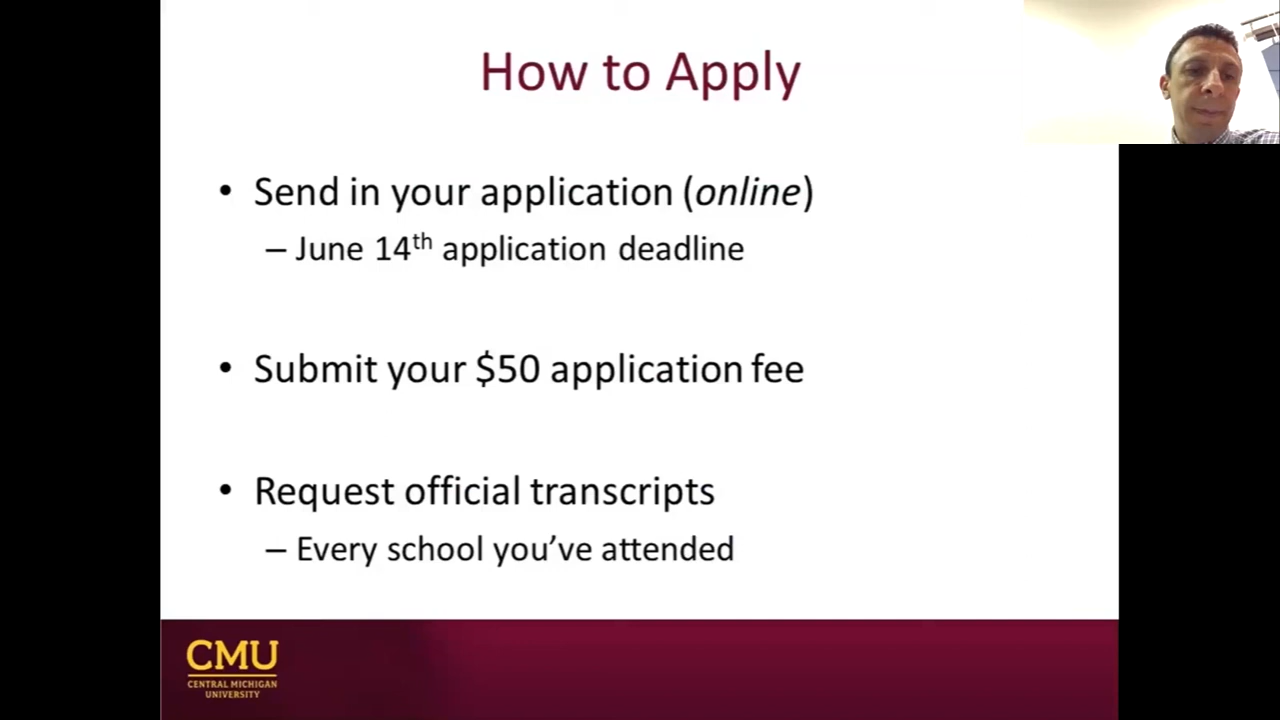 How to Apply
• Send in your application (online)
– June 14th application deadline
• Submit your $50 application fee
• Request official transcripts
– Every school you’ve attended
CMU
CENTRAL MICHIGAN
UNIVERSITY